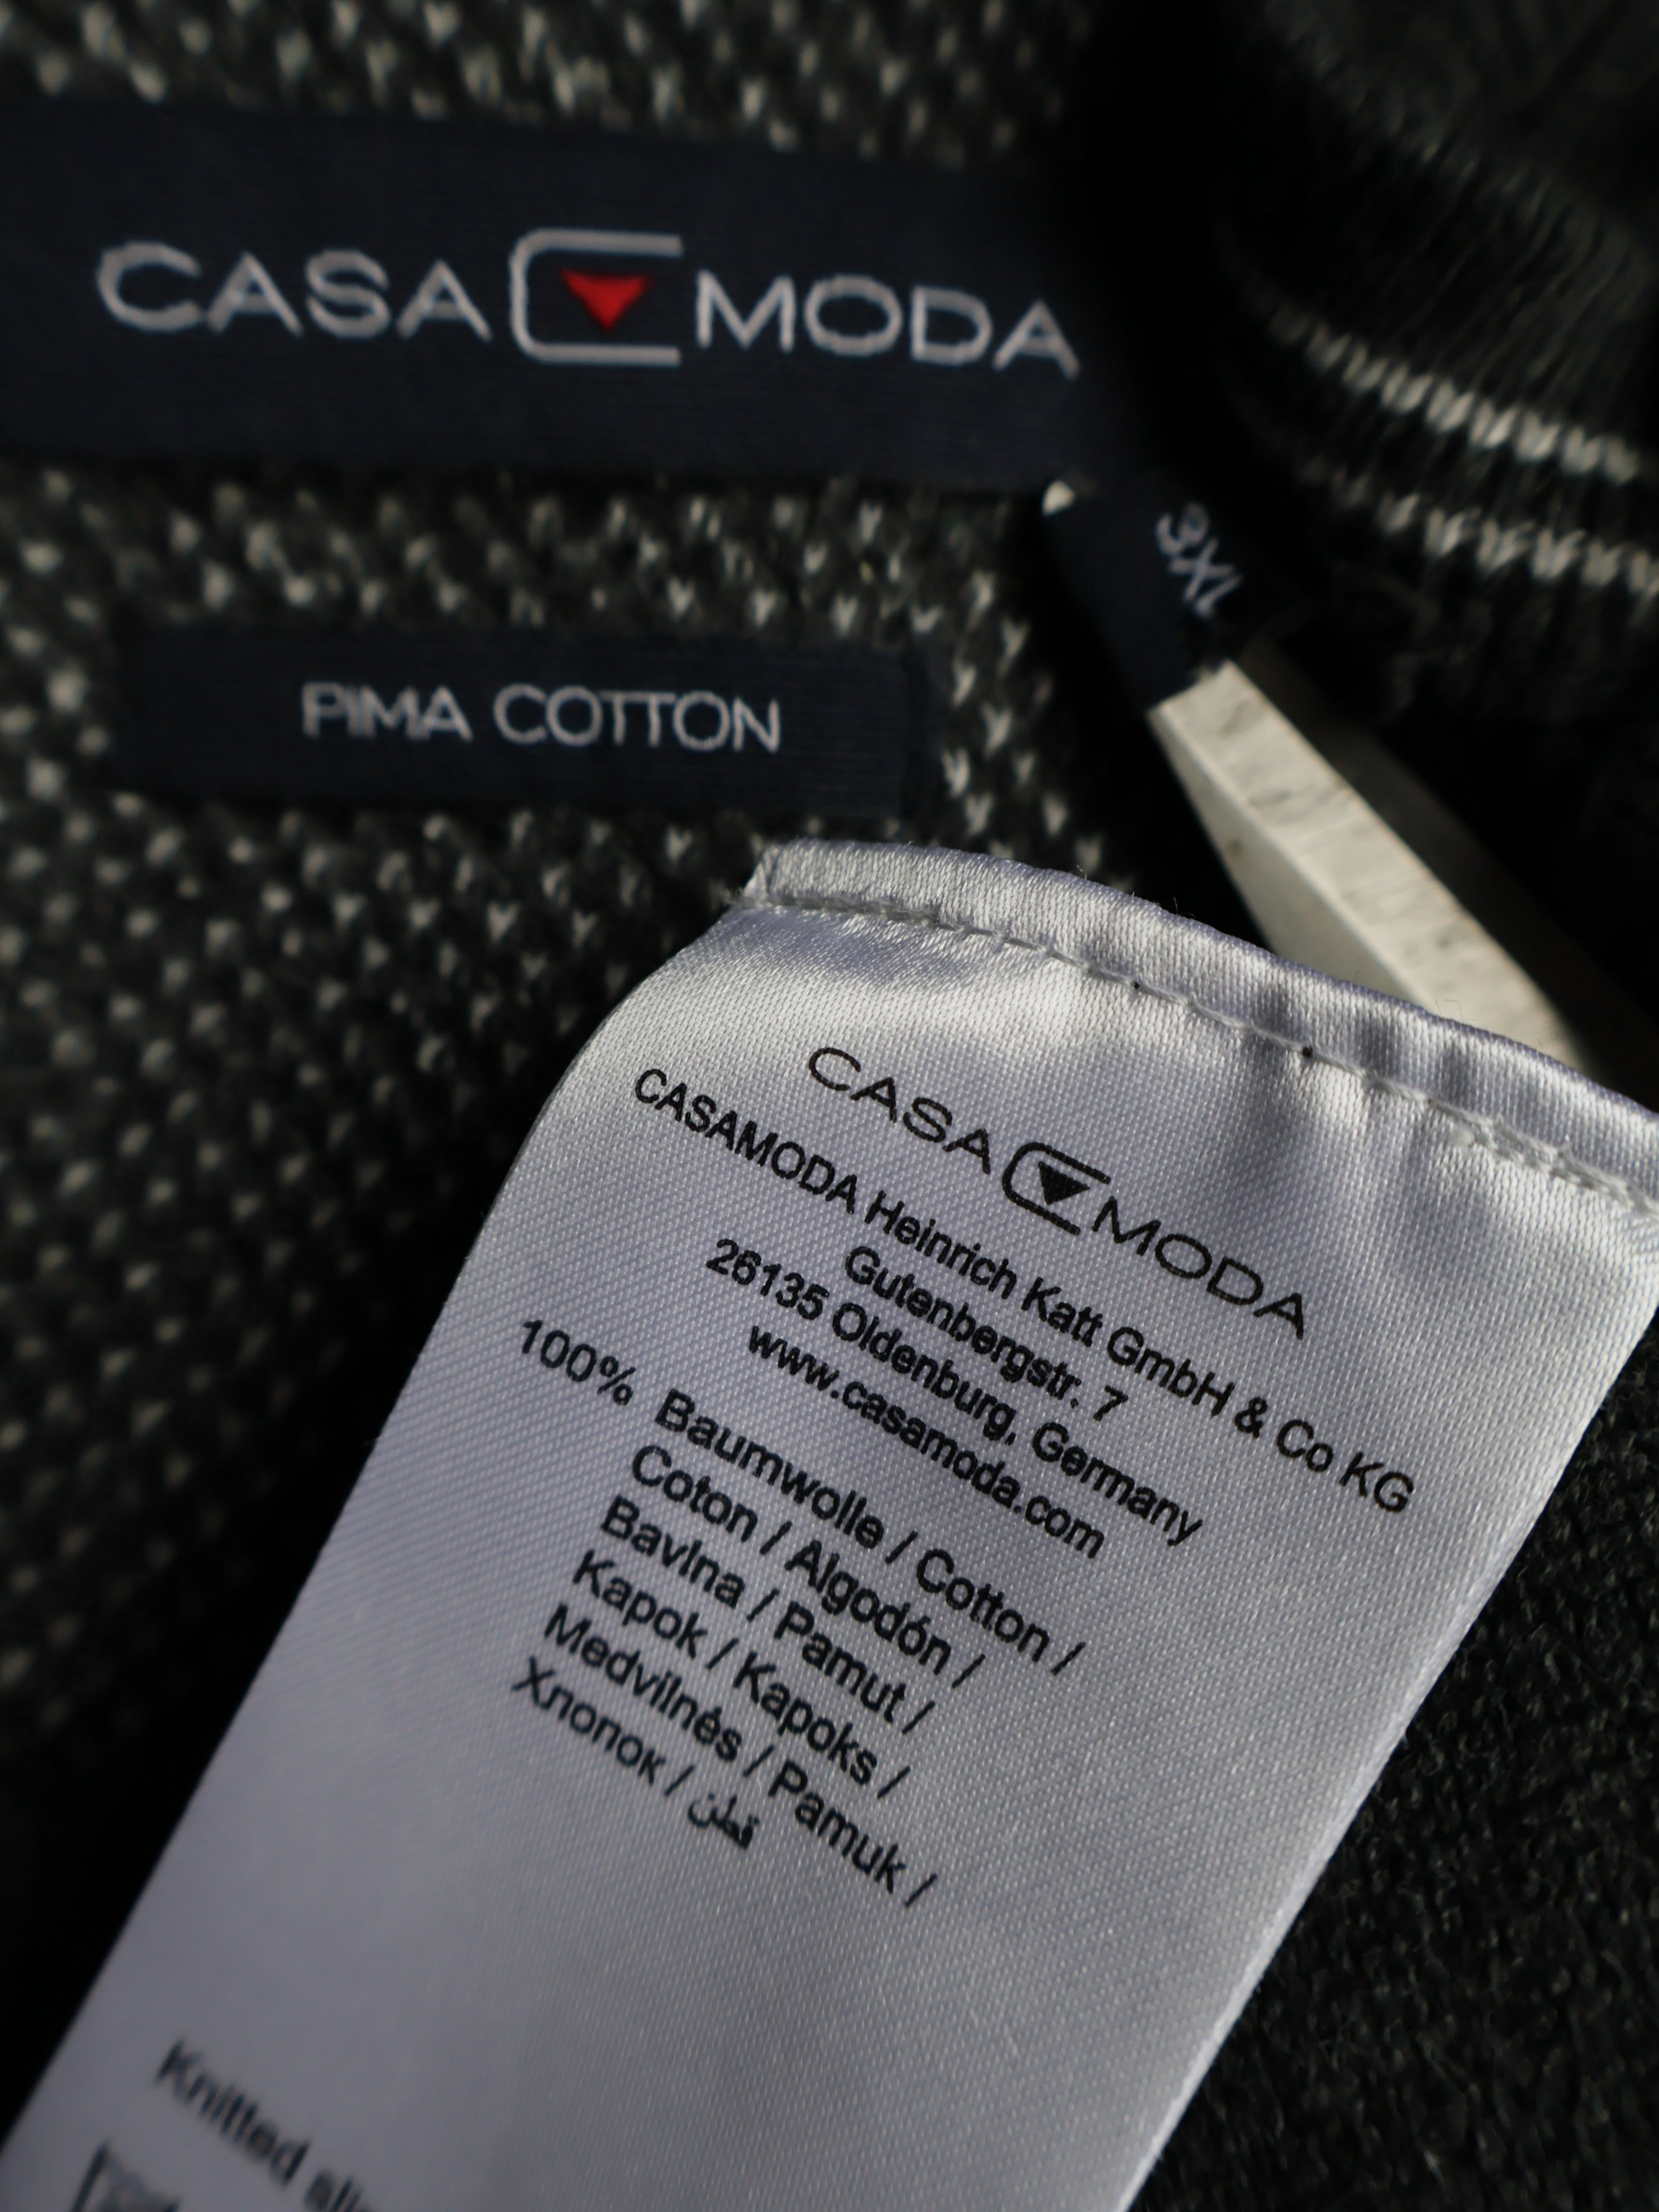 CASA MODA
3XL
PIMA COTTON
CASA MODA
CASAMODA Heinrich Katt GmbH & Co KG
Gutenbergstr. 7
26135 Oldenburg, Germany
www.casamoda.com
100% Baumwolle / Cotton /
Coton / Algodón /
Bavlna / Pamut /
Kapok / Kapoks /
Medvilnés / Pamuk /
Хлопок / قطن
Knitted